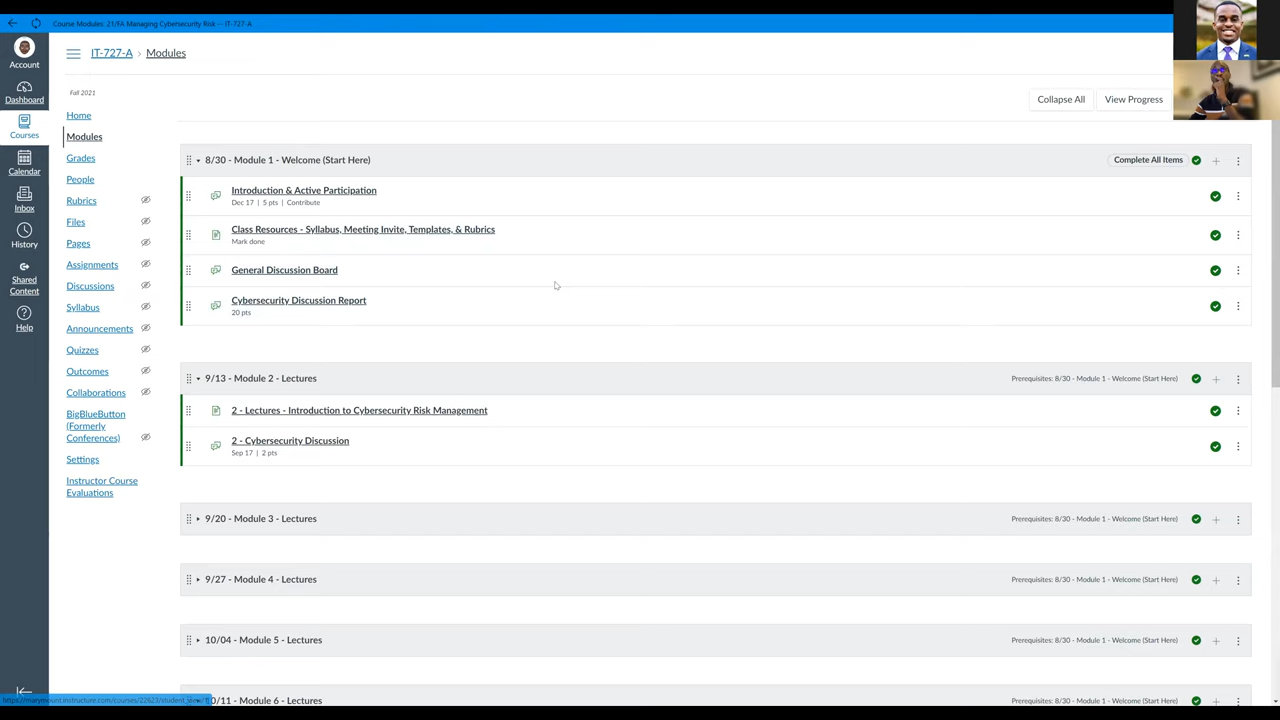 Course Modules: 21/FA Managing Cybersecurity Risk -- IT-727-A
IT-727-A › Modules
Account
Dashboard
Courses
Calendar
Inbox
History
Shared
Content
Help
Fall 2021
Home
Modules
Grades
People
Rubrics
Files
Pages
Assignments
Discussions
Syllabus
Announcements
Quizzes
Outcomes
Collaborations
BigBlueButton
(Formerly
Conferences)
Settings
Instructor Course
Evaluations
Collapse All View Progress
8/30 - Module 1 - Welcome (Start Here) Complete All Items
Introduction & Active Participation
Dec 17 | 5 pts | Contribute
Class Resources - Syllabus, Meeting Invite, Templates, & Rubrics
Mark done
General Discussion Board
Cybersecurity Discussion Report
20 pts
9/13 - Module 2 - Lectures Prerequisites: 8/30 - Module 1 - Welcome (Start Here)
2 - Lectures - Introduction to Cybersecurity Risk Management
2 - Cybersecurity Discussion
Sep 17 | 2 pts
9/20 - Module 3 - Lectures Prerequisites: 8/30 - Module 1 - Welcome (Start Here)
9/27 - Module 4 - Lectures Prerequisites: 8/30 - Module 1 - Welcome (Start Here)
10/04 - Module 5 - Lectures Prerequisites: 8/30 - Module 1 - Welcome (Start Here)
0/11 - Module 6 - Lectures Prerequisites: 8/30 - Module 1 - Welcome (Start Here)